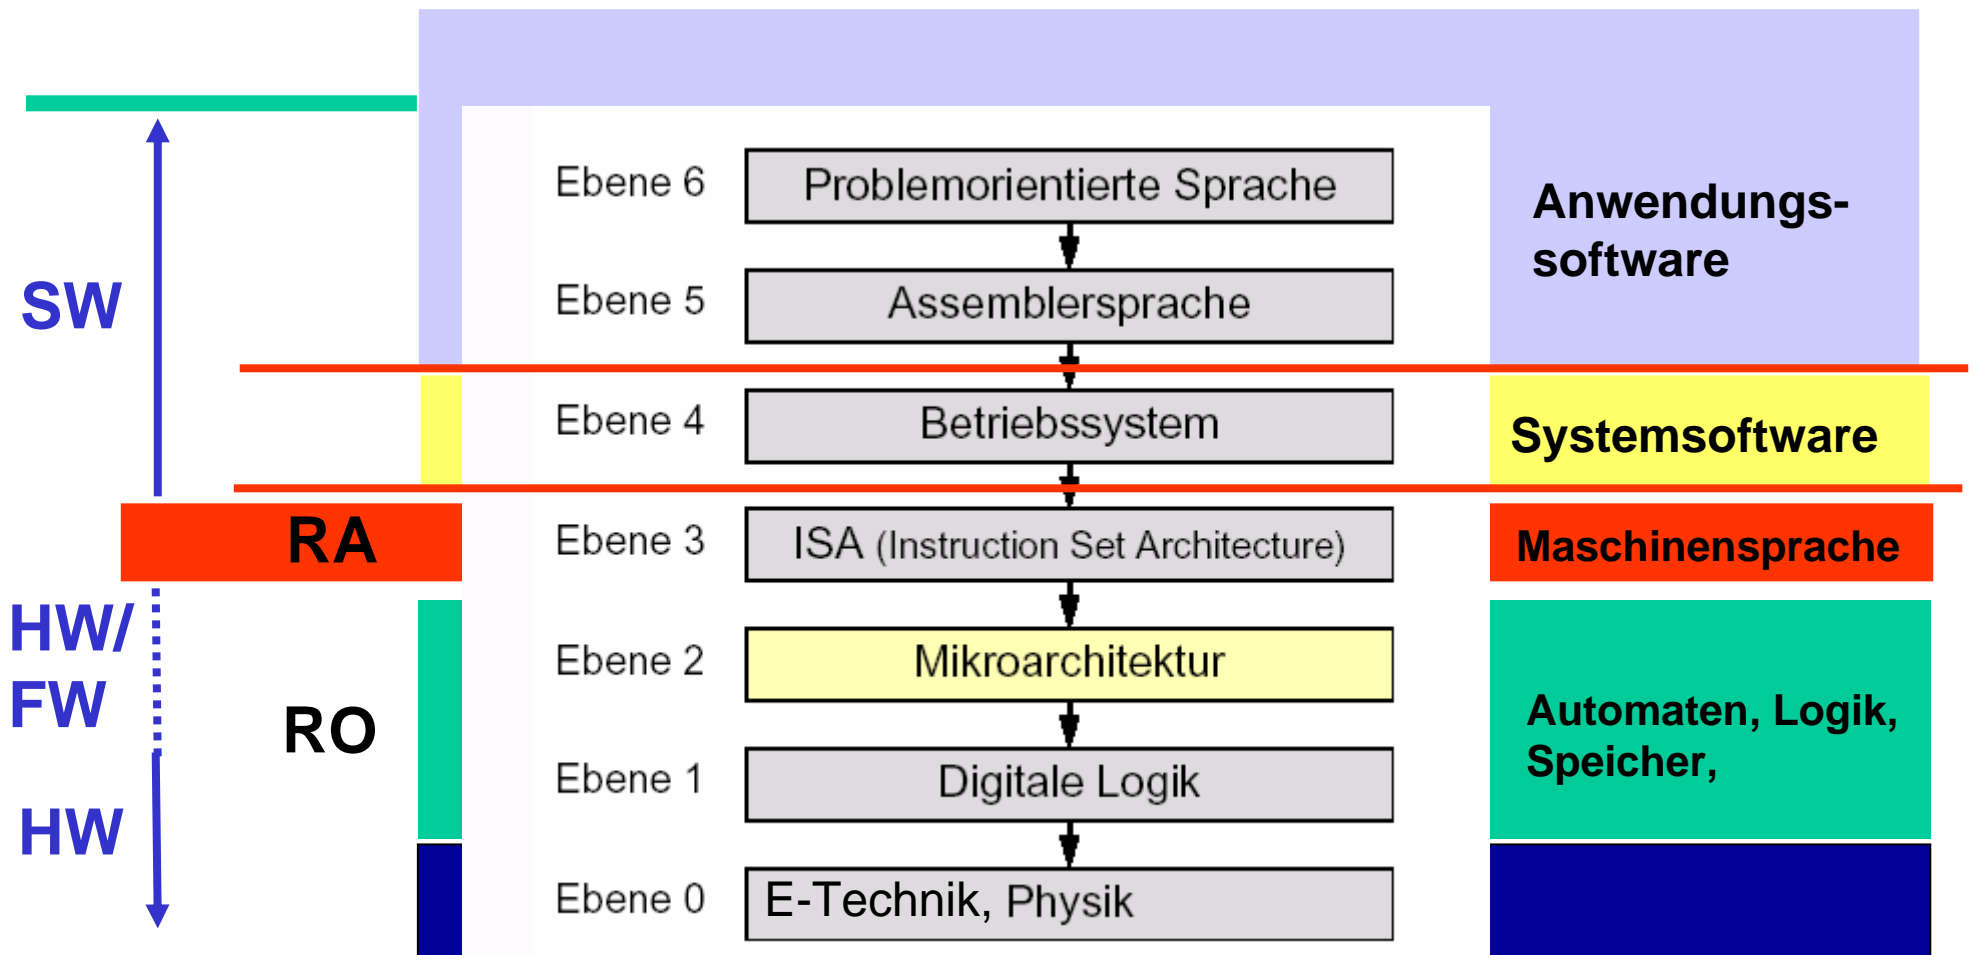 Ebene 6
Problemorientierte Sprache
Anwendungs-
software
SW
Ebene 5
Assemblersprache
Ebene 4
Betriebssystem
Systemsoftware
RA
Ebene 3
ISA (Instruction Set Architecture)
Maschinensprache
HW/
FW
Ebene 2
Mikroarchitektur
RO
Automaten, Logik,
Speicher,
Ebene 1
Digitale Logik
HW
Ebene 0
E-Technik, Physik